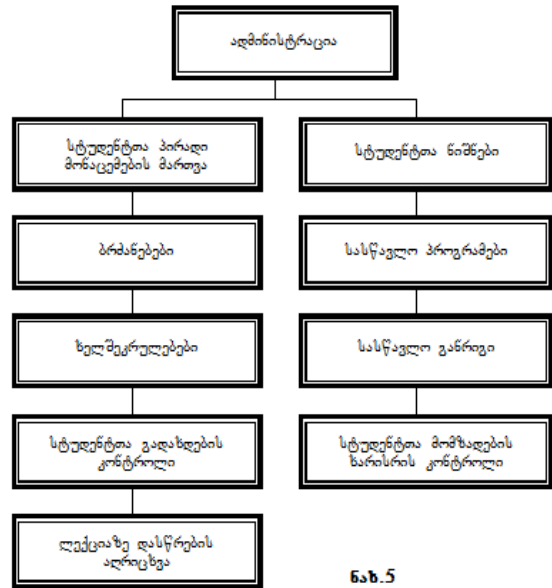 ადმინისტრაცია
სტუდენტთა პირადი
მონაცემების მართვა
ბრძანებები
ხელშეკრულებები
სტუდენტთა გადახდების
კონტროლი
ლექციაზე დასწრების
აღრიცხვა
სტუდენტთა ნიშნები
სასწავლო პროგრამები
სასწავლო განრიგი
სტუდენტთა მომზადების
ხარისრის კონტროლი
ნახ.5